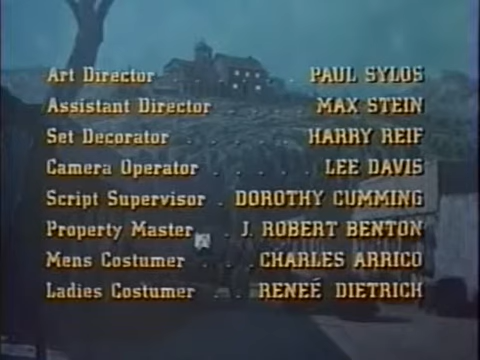 Art Director . . . . . . . PAUL SYLOS
Assistant Director . . . . . MAX STEIN
Set Decorator . . . . . . HARRY REIF
Camera Operator . . . . . LEE DAVIS
Script Supervisor . DOROTHY CUMMING
Property Master . . J. ROBERT BENTON
Mens Costumer . . . CHARLES ARRICO
Ladies Costumer . . RENEÉ DIETRICH